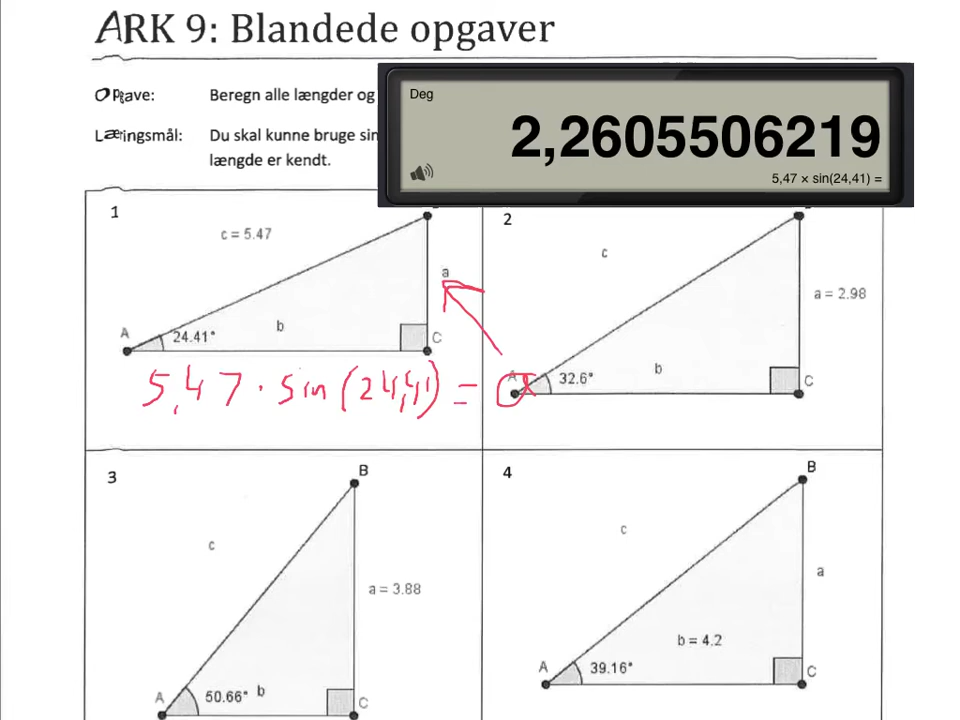 ARK 9: Blandede opgaver
Opgave: Beregn alle længder og
Læringsmål: Du skal kunne bruge sin
længde er kendt.
Deg
2,2605506219
5,47 × sin(24,41) =
1
c = 5.47
a
A
24.41°
b
C
5,47 · sin(24,41) = a
2
c
a = 2.98
A
32.6°
b
C
3
B
c
a = 3.88
A
50.66°
b
C
4
B
c
a
b = 4.2
A
39.16°
C